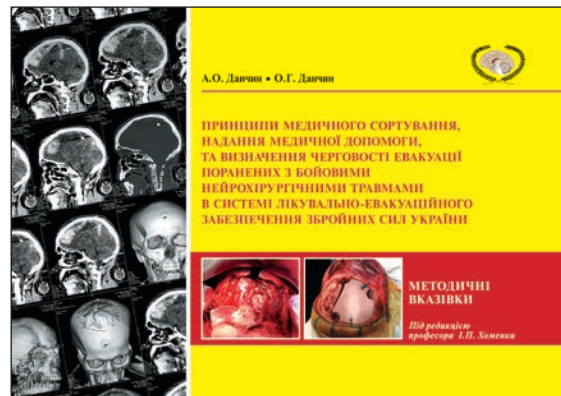 А.О. Данчин • О.Г. Данчин
ПРИНЦИПИ МЕДИЧНОГО СОРТУВАННЯ,
НАДАННЯ МЕДИЧНОЇ ДОПОМОГИ,
ТА ВИЗНАЧЕННЯ ЧЕРГОВОСТІ ЕВАКУАЦІЇ
ПОРАНЕНИХ З БОЙОВИМИ
НЕЙРОХІРУРГІЧНИМИ ТРАВМАМИ
В СИСТЕМІ ЛІКУВАЛЬНО-ЕВАКУАЦІЙНОГО
ЗАБЕЗПЕЧЕННЯ ЗБРОЙНИХ СИЛ УКРАЇНИ
МЕТОДИЧНІ
ВКАЗІВКИ
Під редакцією
професора І.П. Хоменка